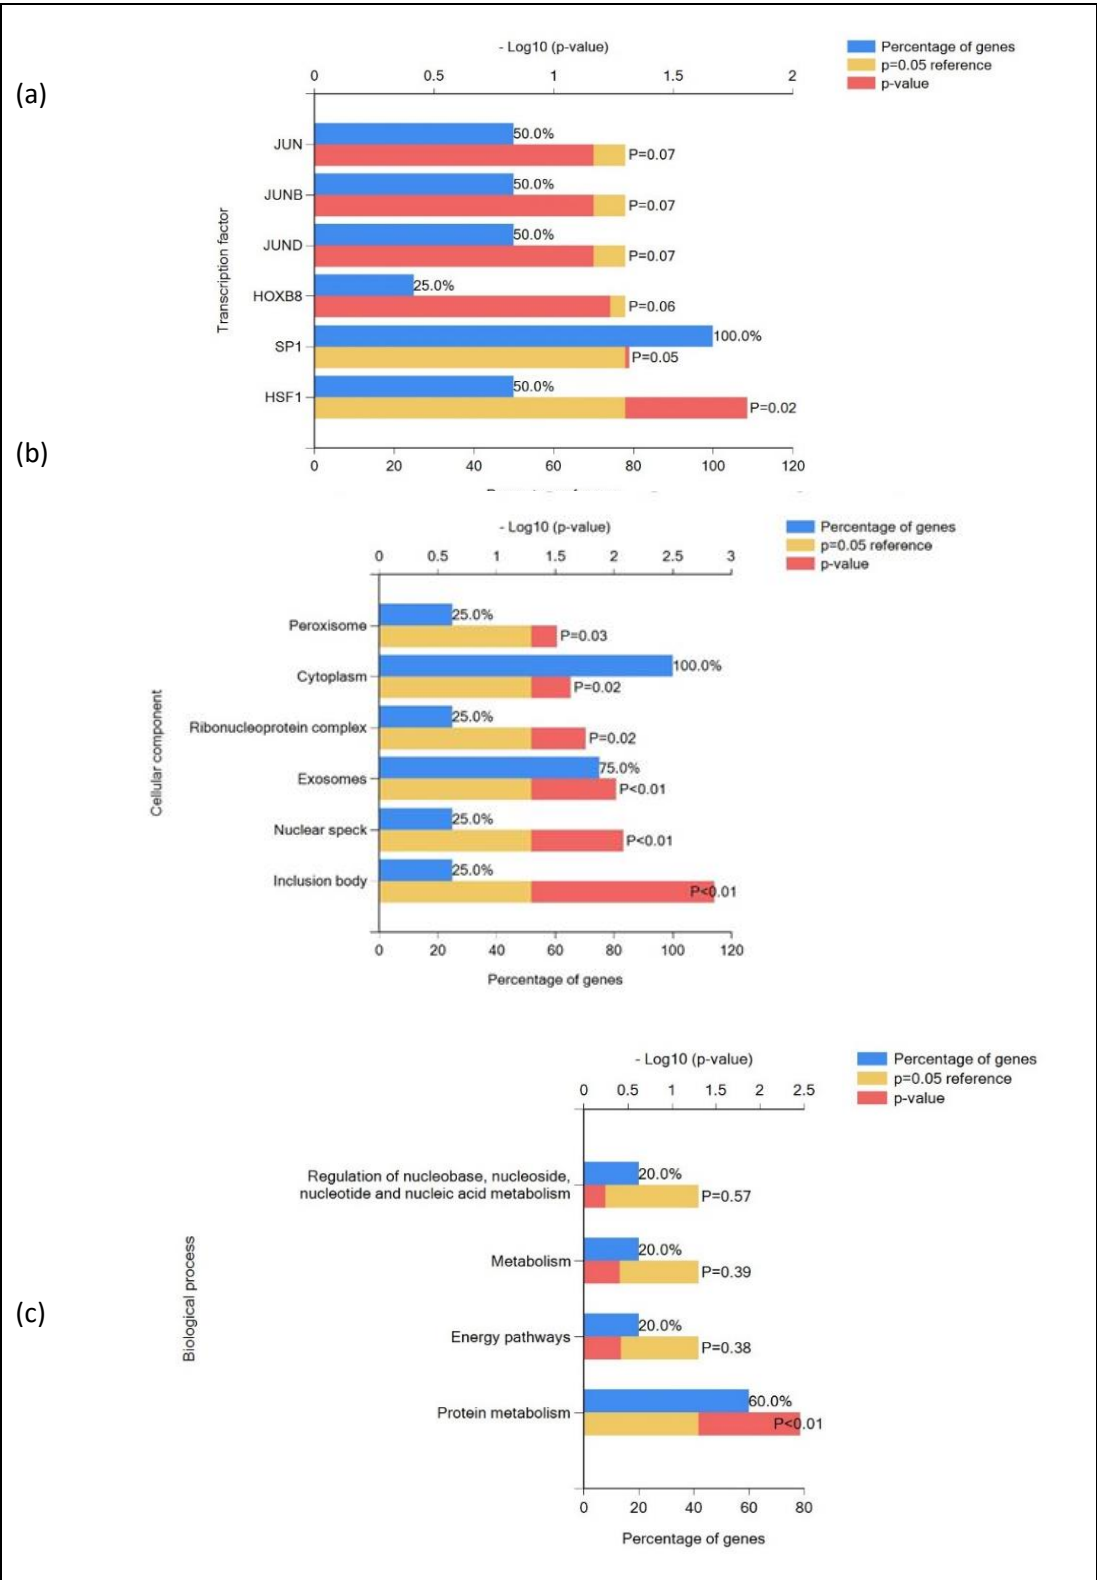 (a)
- Log10 (p-value)
0 0.5 1 1.5 2
Percentage of genes
p=0.05 reference
p-value
Transcription factor
JUN
50.0%
P=0.07
JUNB
50.0%
P=0.07
JUND
50.0%
P=0.07
HOXB8
25.0%
P=0.06
SP1
100.0%
P=0.05
HSF1
50.0%
P=0.02
0 20 40 60 80 100 120
(b)
- Log10 (p-value)
0 0.5 1 1.5 2 2.5 3
Percentage of genes
p=0.05 reference
p-value
Cellular component
Peroxisome
25.0%
P=0.03
Cytoplasm
100.0%
P=0.02
Ribonucleoprotein complex
25.0%
P=0.02
Exosomes
75.0%
P<0.01
Nuclear speck
25.0%
P<0.01
Inclusion body
25.0%
P<0.01
0 20 40 60 80 100 120
Percentage of genes
(c)
- Log10 (p-value)
0 0.5 1 1.5 2 2.5
Percentage of genes
p=0.05 reference
p-value
Biological process
Regulation of nucleobase, nucleoside,
nucleotide and nucleic acid metabolism
20.0%
P=0.57
Metabolism
20.0%
P=0.39
Energy pathways
20.0%
P=0.38
Protein metabolism
60.0%
P<0.01
0 20 40 60 80
Percentage of genes